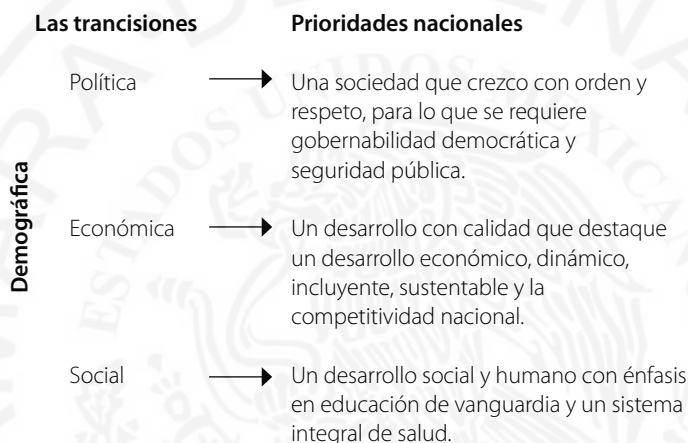 Las trancisiones Prioridades nacionales
Demográfica
Política Una sociedad que crezco con orden y
respeto, para lo que se requiere
gobernabilidad democrática y
seguridad pública.
Económica Un desarrollo con calidad que destaque
un desarrollo económico, dinámico,
incluyente, sustentable y la
competitividad nacional.
Social Un desarrollo social y humano con énfasis
en educación de vanguardia y un sistema
integral de salud.